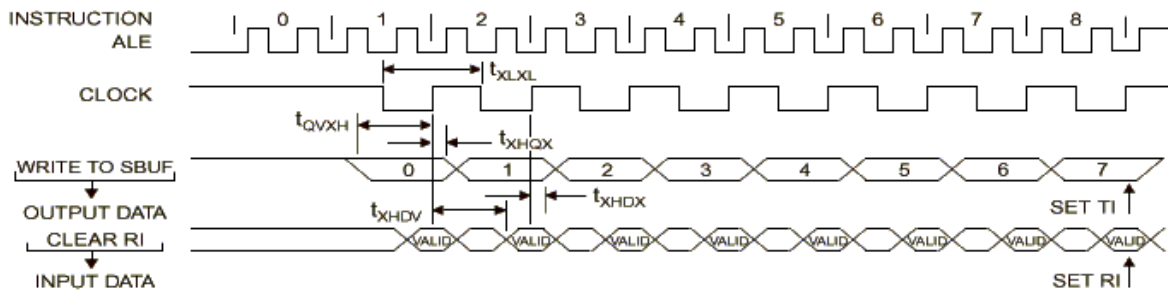 INSTRUCTION 0 1 2 3 4 5 6 7 8
ALE
tXLXL
CLOCK
tQVXH
tXHQX
WRITE TO SBUF 0 1 2 3 4 5 6 7
tXHDX
OUTPUT DATA tXHDV SET TI
CLEAR RI VALID VALID VALID VALID VALID VALID VALID VALID
INPUT DATA SET RI